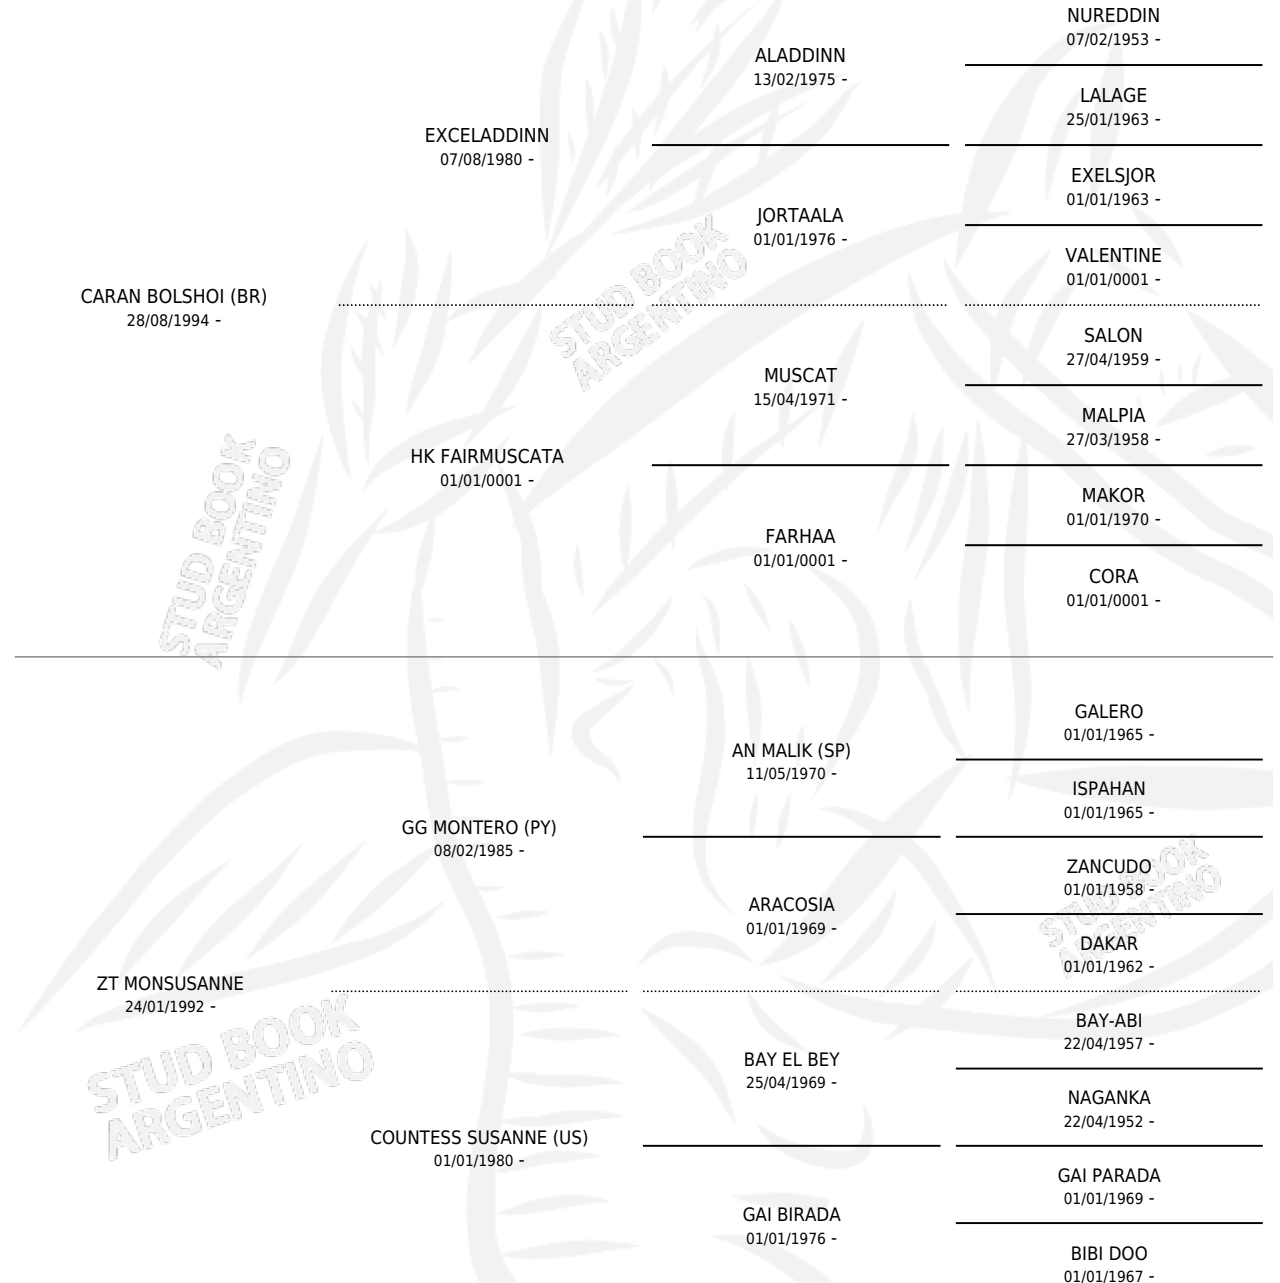 NUREDDIN
07/02/1953 -
ALADDINN
13/02/1975 -
LALAGE
25/01/1963 -
EXCELADDINN
07/08/1980 -
EXELSJOR
01/01/1963 -
JORTAALA
01/01/1976 -
VALENTINE
01/01/0001 -
CARAN BOLSHOI (BR)
28/08/1994 -
SALON
27/04/1959 -
MUSCAT
15/04/1971 -
MALPIA
27/03/1958 -
HK FAIRMUSCATA
01/01/0001 -
MAKOR
01/01/1970 -
FARHAA
01/01/0001 -
CORA
01/01/0001 -
GALERO
01/01/1965 -
AN MALIK (SP)
11/05/1970 -
ISPAHAN
01/01/1965 -
GG MONTERO (PY)
08/02/1985 -
ZANCUDO
01/01/1958 -
ARACOSIA
01/01/1969 -
DAKAR
01/01/1962 -
ZT MONSUSANNE
24/01/1992 -
BAY-ABI
22/04/1957 -
BAY EL BEY
25/04/1969 -
NAGANKA
22/04/1952 -
COUNTESS SUSANNE (US)
01/01/1980 -
GAI PARADA
01/01/1969 -
GAI BIRADA
01/01/1976 -
BIBI DOO
01/01/1967 -
STUD BOOK
ARGENTINO
STUD BOOK
ARGENTINO
STUD BOOK
ARGENTINO
STUD BOOK
ARGENTINO